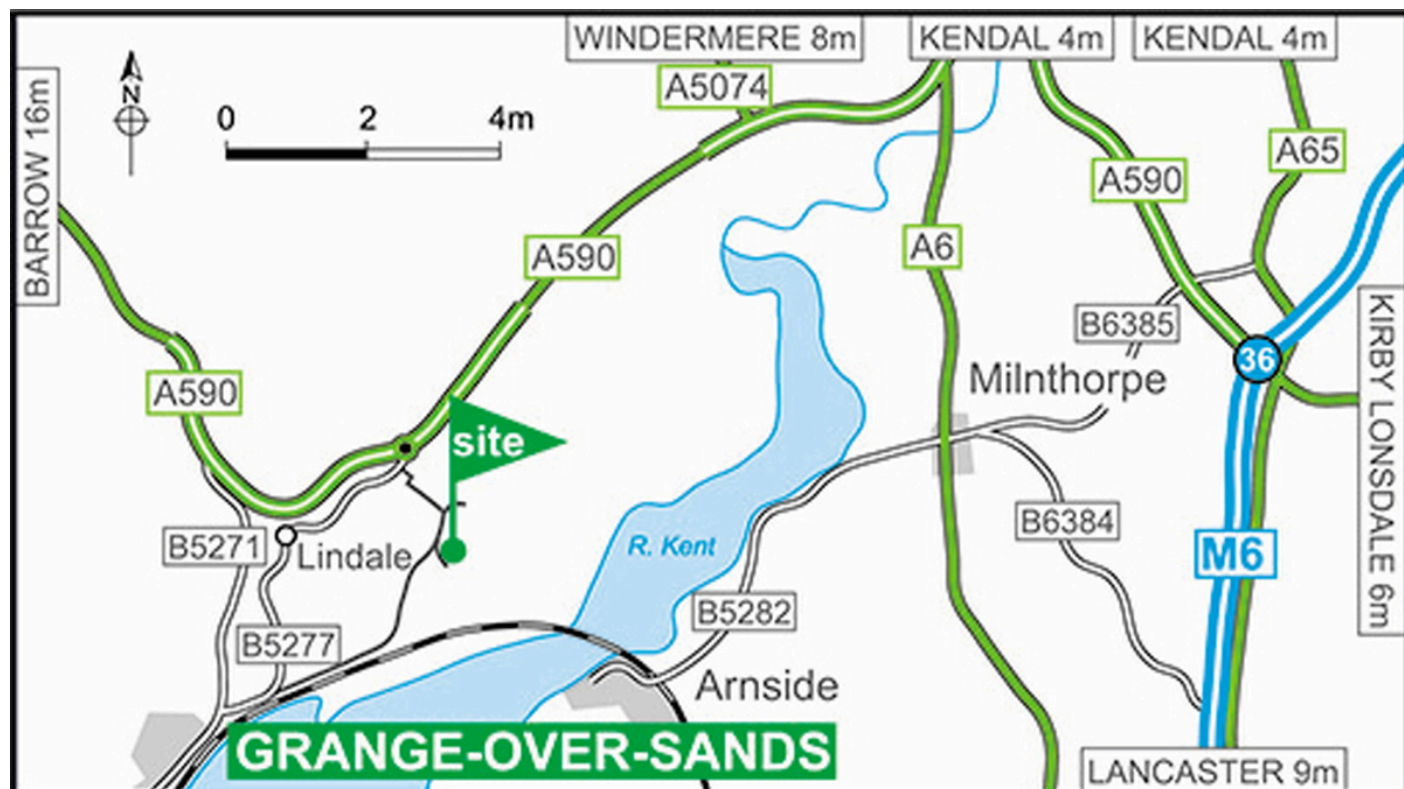 WINDERMERE 8m
KENDAL 4m
KENDAL 4m
A5074
N
0 2 4m
BARROW 16m
A65
A590
A6
A590
B6385
KIRBY LONSDALE 6m
36
Milnthorpe
A590
site
B6384
B5271
Lindale
R. Kent
M6
B5282
B5277
Arnside
GRANGE-OVER-SANDS
LANCASTER 9m